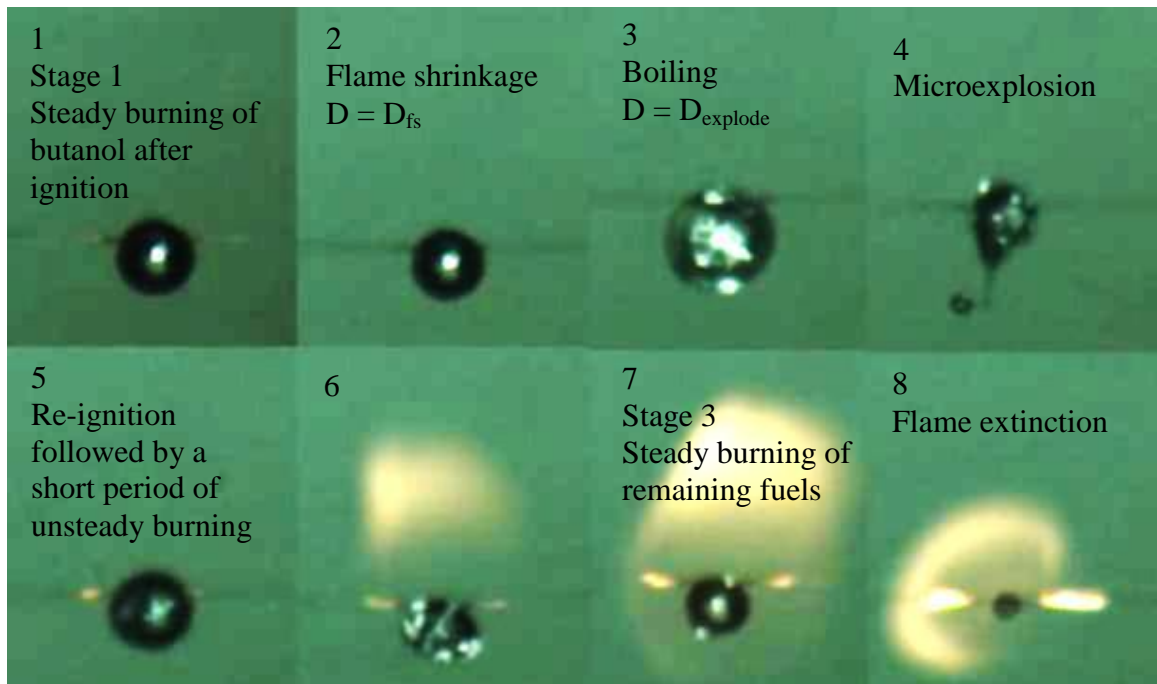 1
Stage 1
Steady burning of
butanol after
ignition
2
Flame shrinkage
D = D_fs
3
Boiling
D = D_explode
4
Microexplosion
5
Re-ignition
followed by a
short period of
unsteady burning
6
7
Stage 3
Steady burning of
remaining fuels
8
Flame extinction